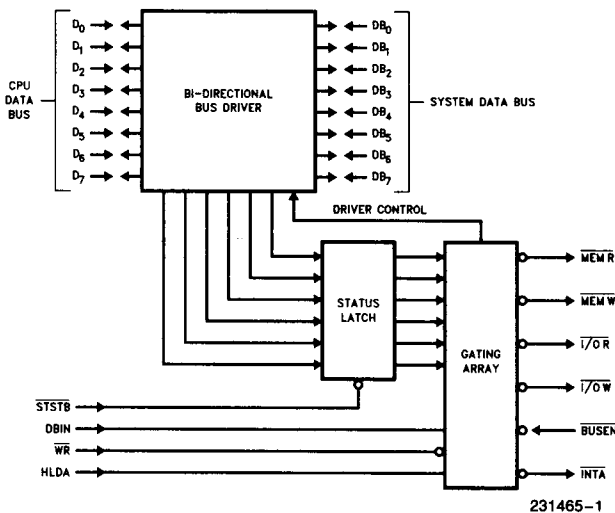 D0
D1
D2
D3
D4
D5
D6
D7
CPU
DATA
BUS
BI-DIRECTIONAL
BUS DRIVER
DB0
DB1
DB2
DB3
DB4
DB5
DB6
DB7
SYSTEM DATA BUS
DRIVER CONTROL
STATUS
LATCH
GATING
ARRAY
MEM R
MEM W
I/O R
I/O W
BUSEN
INTA
STSTB
DBIN
WR
HLDA
231465-1